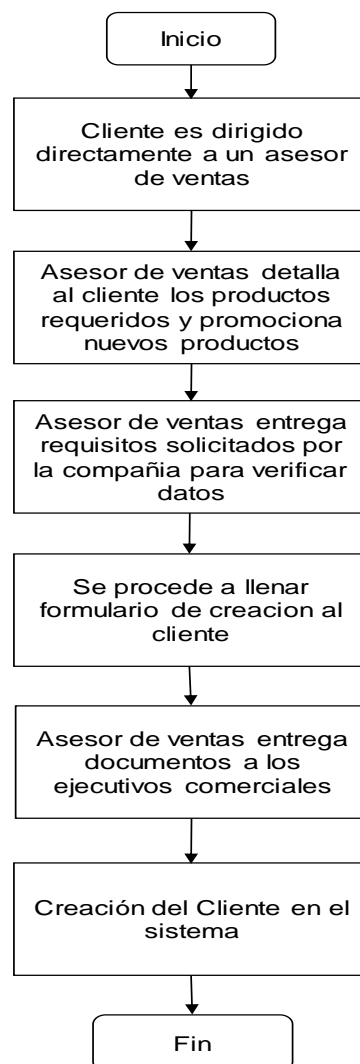 Inicio
Cliente es dirigido
directamente a un asesor
de ventas
Asesor de ventas detalla
al cliente los productos
requeridos y promociona
nuevos productos
Asesor de ventas entrega
requisitos solicitados por
la compañia para verificar
datos
Se procede a llenar
formulario de creacion al
cliente
Asesor de ventas entrega
documentos a los
ejecutivos comerciales
Creación del Cliente en el
sistema
Fin